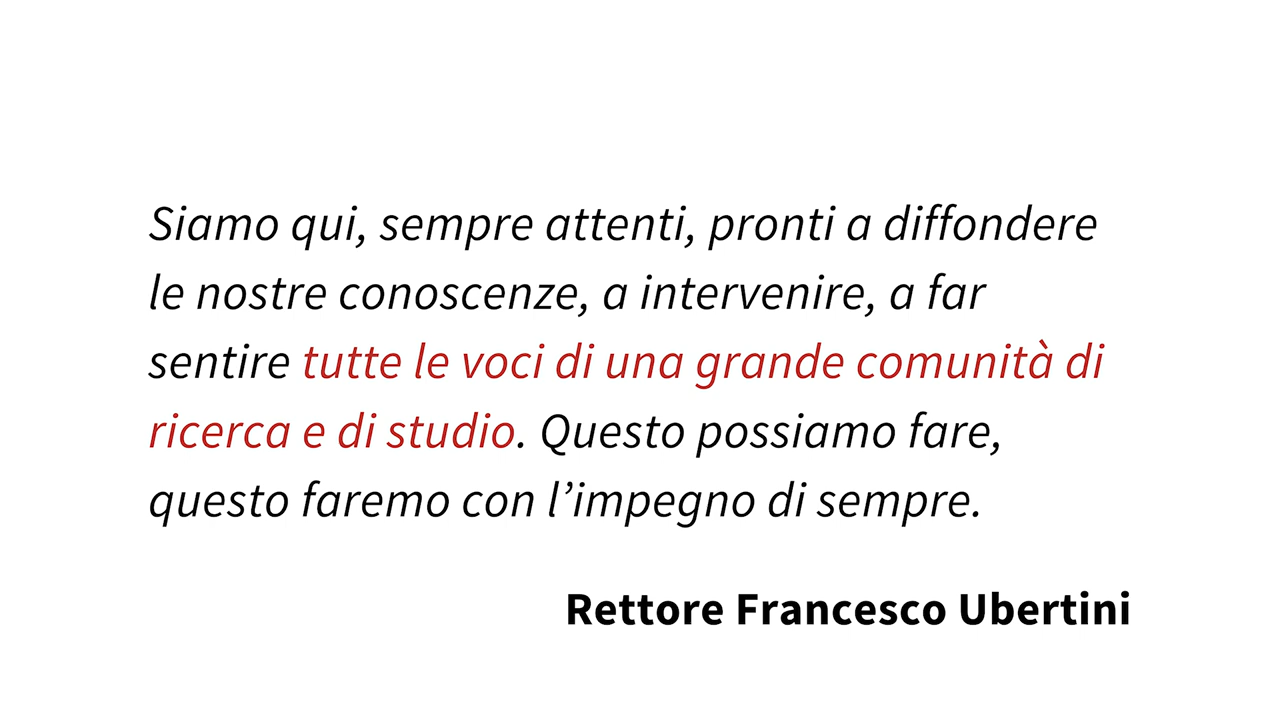 Siamo qui, sempre attenti, pronti a diffondere
le nostre conoscenze, a intervenire, a far
sentire tutte le voci di una grande comunità di
ricerca e di studio. Questo possiamo fare,
questo faremo con l’impegno di sempre.
Rettore Francesco Ubertini